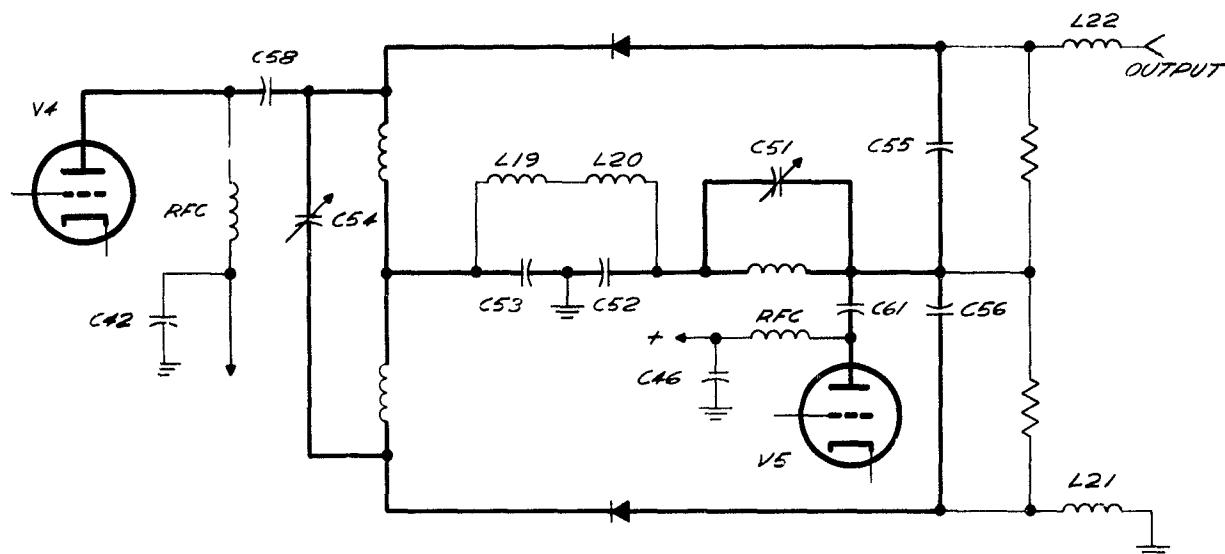 L22
OUTPUT
C58
V4
C51
C55
L19
L20
RFC
C54
C53
C52
C61
C56
C42
+
RFC
C46
V5
L21